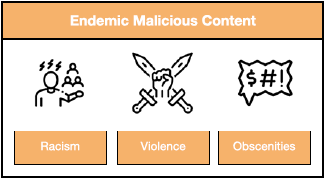 Endemic Malicious Content
$#!
Racism
Violence
Obscenities